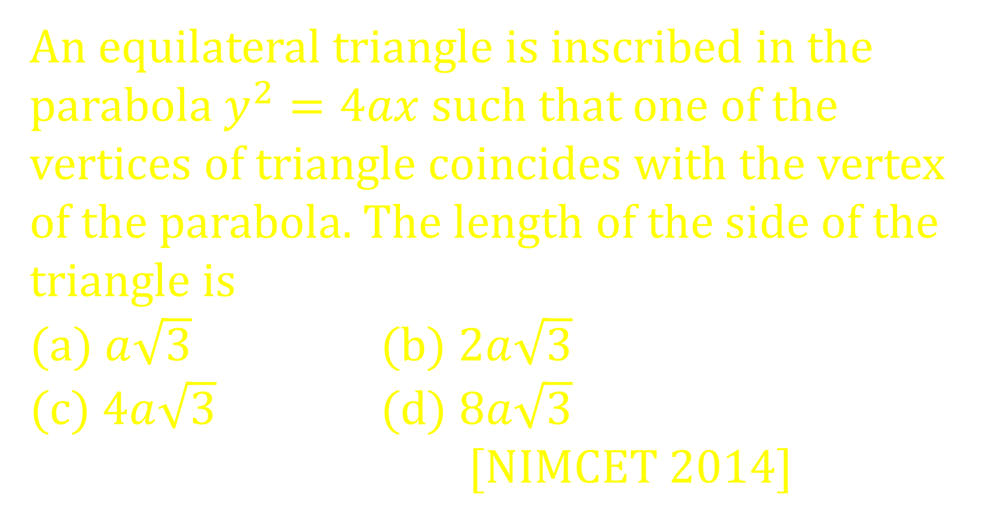 An equilateral triangle is inscribed in the
parabola $y^2 = 4ax$ such that one of the
vertices of triangle coincides with the vertex
of the parabola. The length of the side of the
triangle is
(a) $a\sqrt{3}$ (b) $2a\sqrt{3}$
(c) $4a\sqrt{3}$ (d) $8a\sqrt{3}$
[NIMCET 2014]